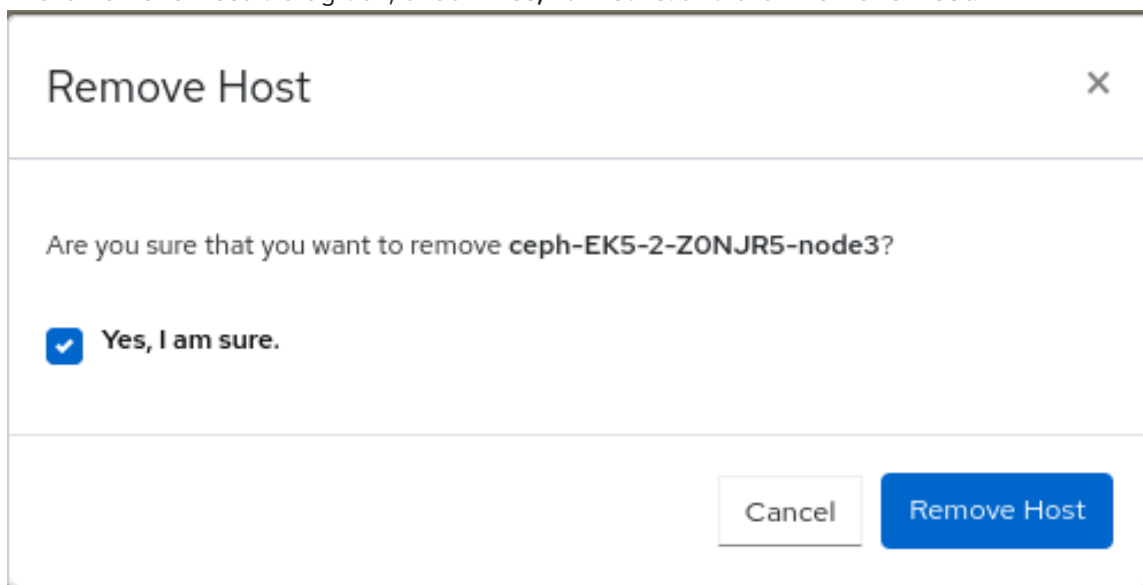 Remove Host
Are you sure that you want to remove ceph-EK5-2-Z0NJR5-node3?
Yes, I am sure.
Cancel
Remove Host